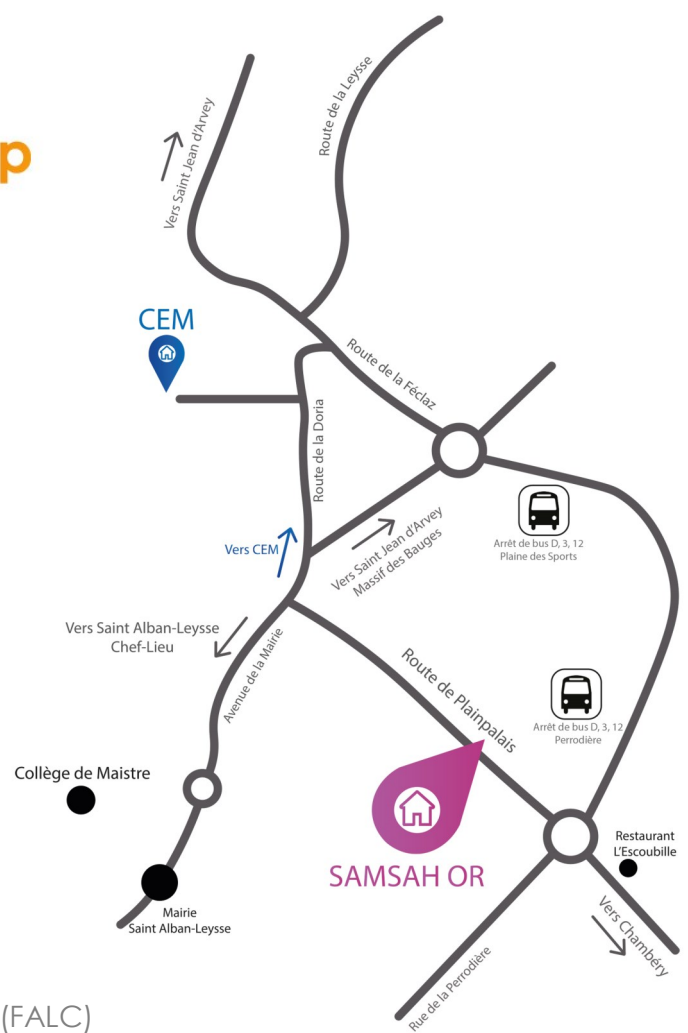 p
Vers Saint Jean d'Arvey
Route de la Leysse
CEM
Route de la Féclaz
Route de la Doria
Vers CEM
Vers Saint Jean d'Arvey
Massif des Bauges
Arrêt de bus D, 3, 12
Plaine des Sports
Vers Saint Alban-Leysse
Chef-Lieu
Avenue de la Mairie
Route de Plainpalais
Arrêt de bus D, 3, 12
Perrodière
Collège de Maistre
SAMSAH OR
Restaurant
L'Escoubille
Mairie
Saint Alban-Leysse
Vers Chambéry
Rue de la Perrodière
(FALC)